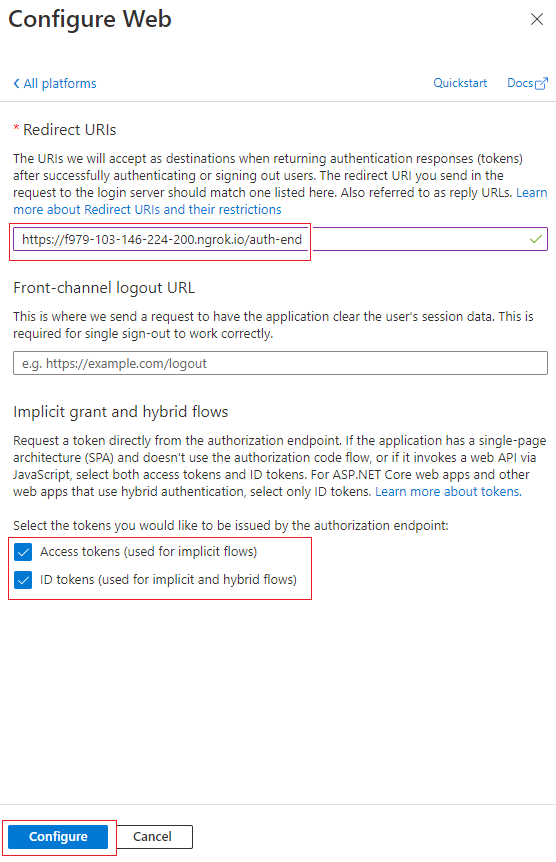 Configure Web
All platforms
Quickstart
Docs
* Redirect URIs
The URIs we will accept as destinations when returning authentication responses (tokens)
after successfully authenticating or signing out users. The redirect URI you send in the
request to the login server should match one listed here. Also referred to as reply URLs. Learn
more about Redirect URIs and their restrictions
https://f979-103-146-224-200.ngrok.io/auth-end
Front-channel logout URL
This is where we send a request to have the application clear the user's session data. This is
required for single sign-out to work correctly.
e.g. https://example.com/logout
Implicit grant and hybrid flows
Request a token directly from the authorization endpoint. If the application has a single-page
architecture (SPA) and doesn't use the authorization code flow, or if it invokes a web API via
JavaScript, select both access tokens and ID tokens. For ASP.NET Core web apps and other
web apps that use hybrid authentication, select only ID tokens. Learn more about tokens.
Select the tokens you would like to be issued by the authorization endpoint:
Access tokens (used for implicit flows)
ID tokens (used for implicit and hybrid flows)
Configure
Cancel